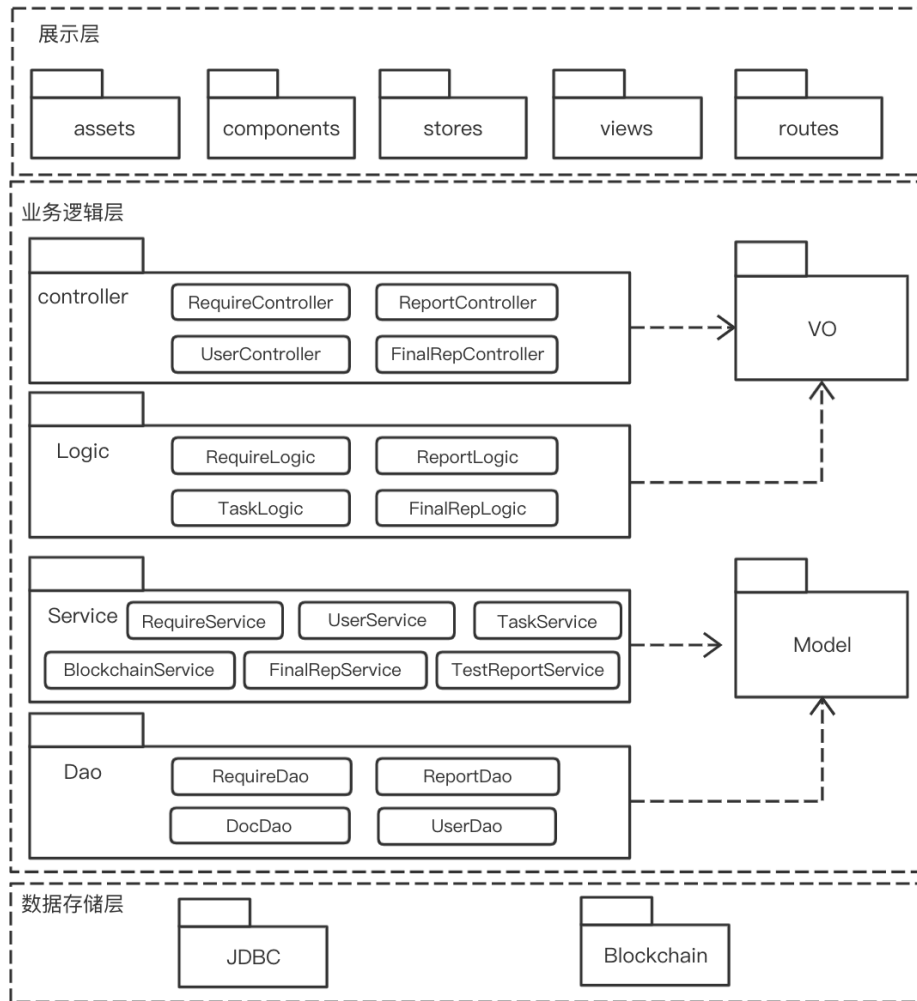 展示层
assets
components
stores
views
routes
业务逻辑层
controller
RequireController
ReportController
UserController
FinalRepController
VO
Logic
RequireLogic
ReportLogic
TaskLogic
FinalRepLogic
Service
RequireService
UserService
TaskService
BlockchainService
FinalRepService
TestReportService
Model
Dao
RequireDao
ReportDao
DocDao
UserDao
数据存储层
JDBC
Blockchain